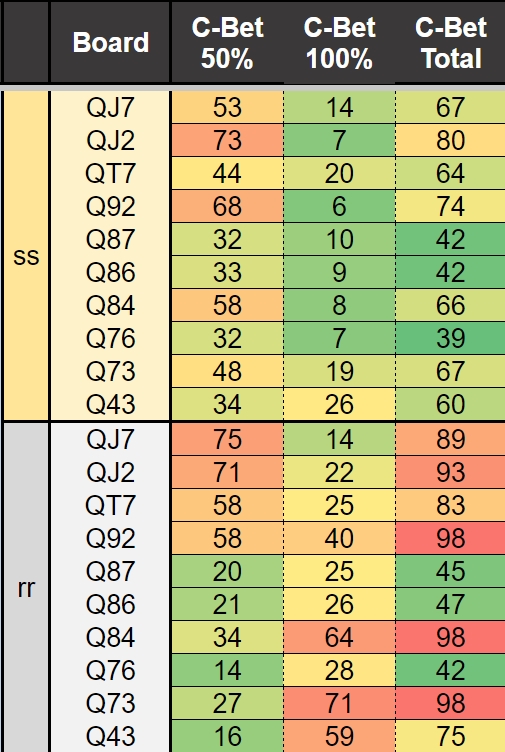 Board C-Bet 50% C-Bet 100% C-Bet Total
ss
QJ7 53 14 67
QJ2 73 7 80
QT7 44 20 64
Q92 68 6 74
Q87 32 10 42
Q86 33 9 42
Q84 58 8 66
Q76 32 7 39
Q73 48 19 67
Q43 34 26 60
rr
QJ7 75 14 89
QJ2 71 22 93
QT7 58 25 83
Q92 58 40 98
Q87 20 25 45
Q86 21 26 47
Q84 34 64 98
Q76 14 28 42
Q73 27 71 98
Q43 16 59 75